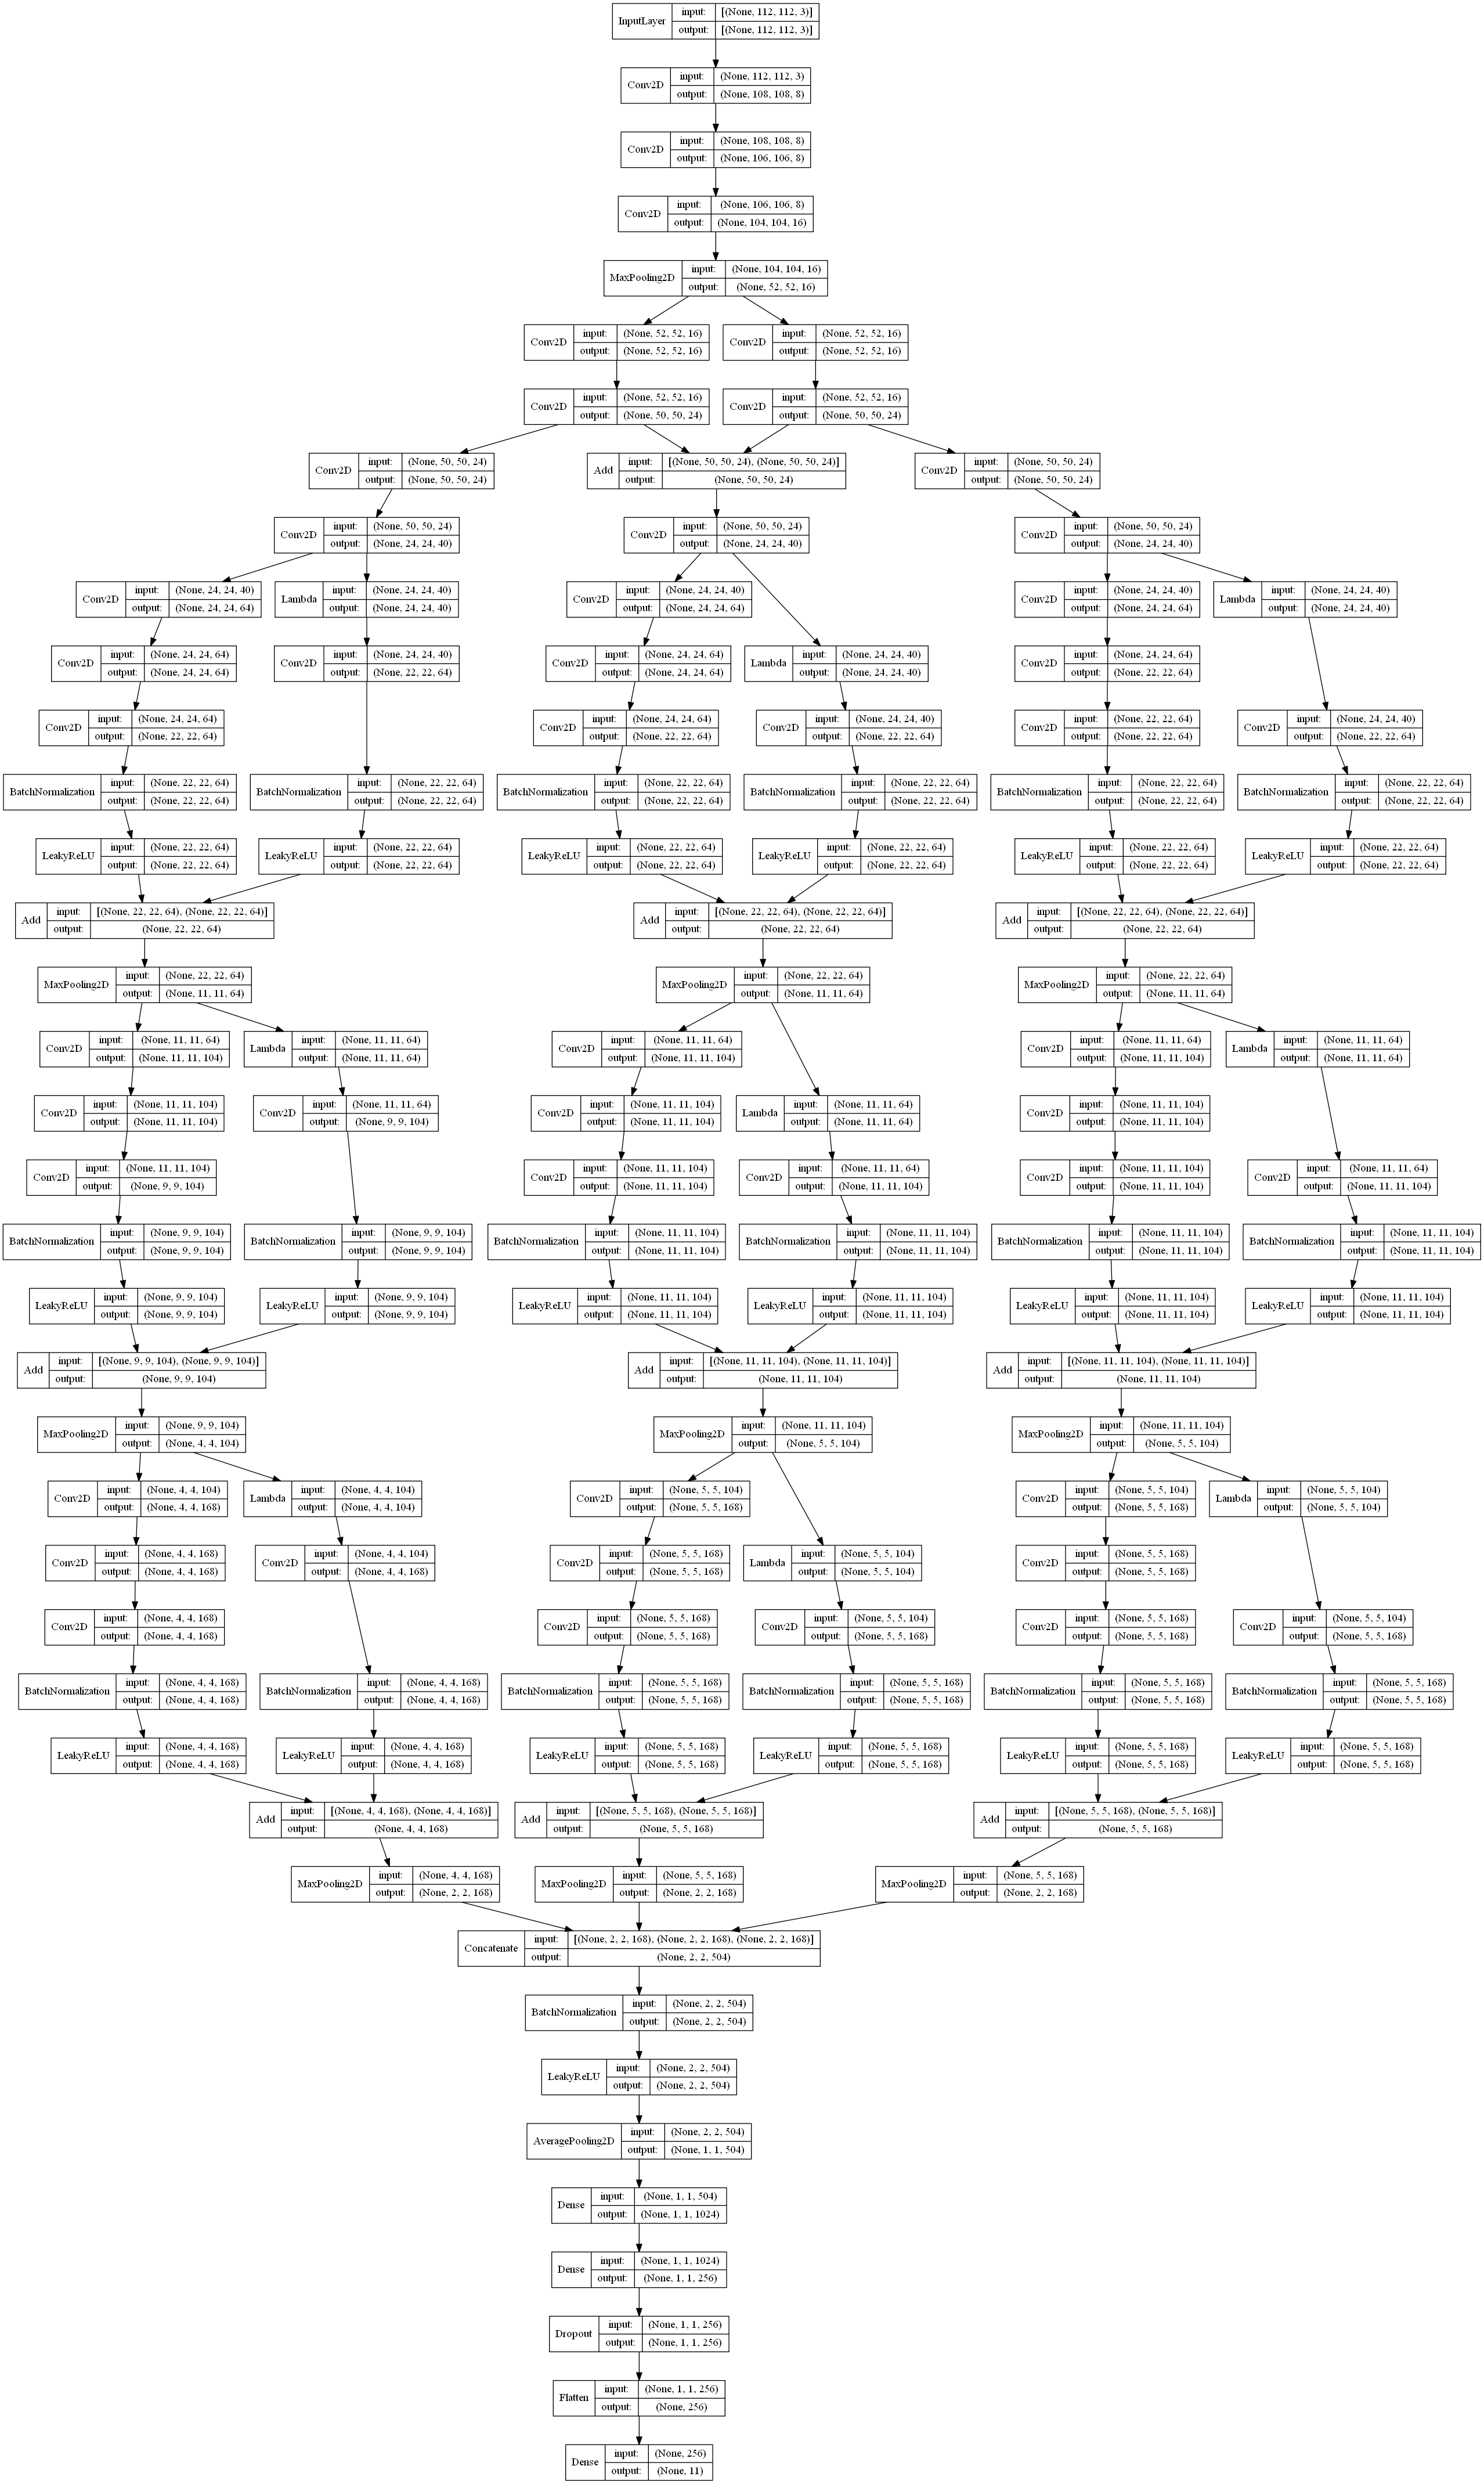 InputLayer
input: [(None, 112, 112, 3)]
output: [(None, 112, 112, 3)]
Conv2D
input: (None, 112, 112, 3)
output: (None, 108, 108, 8)
Conv2D
input: (None, 108, 108, 8)
output: (None, 106, 106, 8)
Conv2D
input: (None, 106, 106, 8)
output: (None, 104, 104, 16)
MaxPooling2D
input: (None, 104, 104, 16)
output: (None, 52, 52, 16)
Conv2D
input: (None, 52, 52, 16)
output: (None, 52, 52, 16)
Conv2D
input: (None, 52, 52, 16)
output: (None, 52, 52, 16)
Conv2D
input: (None, 52, 52, 16)
output: (None, 50, 50, 24)
Conv2D
input: (None, 52, 52, 16)
output: (None, 50, 50, 24)
Conv2D
input: (None, 50, 50, 24)
output: (None, 50, 50, 24)
Add
input: [(None, 50, 50, 24), (None, 50, 50, 24)]
output: (None, 50, 50, 24)
Conv2D
input: (None, 50, 50, 24)
output: (None, 50, 50, 24)
Conv2D
input: (None, 50, 50, 24)
output: (None, 24, 24, 40)
Conv2D
input: (None, 50, 50, 24)
output: (None, 24, 24, 40)
Conv2D
input: (None, 50, 50, 24)
output: (None, 24, 24, 40)
Conv2D
input: (None, 24, 24, 40)
output: (None, 24, 24, 64)
Lambda
input: (None, 24, 24, 40)
output: (None, 24, 24, 40)
Conv2D
input: (None, 24, 24, 40)
output: (None, 24, 24, 64)
Conv2D
input: (None, 24, 24, 40)
output: (None, 24, 24, 64)
Lambda
input: (None, 24, 24, 40)
output: (None, 24, 24, 40)
Conv2D
input: (None, 24, 24, 64)
output: (None, 24, 24, 64)
Conv2D
input: (None, 24, 24, 40)
output: (None, 22, 22, 64)
Conv2D
input: (None, 24, 24, 64)
output: (None, 24, 24, 64)
Lambda
input: (None, 24, 24, 40)
output: (None, 24, 24, 40)
Conv2D
input: (None, 24, 24, 64)
output: (None, 22, 22, 64)
Conv2D
input: (None, 24, 24, 64)
output: (None, 22, 22, 64)
Conv2D
input: (None, 24, 24, 64)
output: (None, 22, 22, 64)
Conv2D
input: (None, 24, 24, 40)
output: (None, 22, 22, 64)
Conv2D
input: (None, 22, 22, 64)
output: (None, 22, 22, 64)
Conv2D
input: (None, 24, 24, 40)
output: (None, 22, 22, 64)
BatchNormalization
input: (None, 22, 22, 64)
output: (None, 22, 22, 64)
BatchNormalization
input: (None, 22, 22, 64)
output: (None, 22, 22, 64)
BatchNormalization
input: (None, 22, 22, 64)
output: (None, 22, 22, 64)
BatchNormalization
input: (None, 22, 22, 64)
output: (None, 22, 22, 64)
BatchNormalization
input: (None, 22, 22, 64)
output: (None, 22, 22, 64)
BatchNormalization
input: (None, 22, 22, 64)
output: (None, 22, 22, 64)
LeakyReLU
input: (None, 22, 22, 64)
output: (None, 22, 22, 64)
LeakyReLU
input: (None, 22, 22, 64)
output: (None, 22, 22, 64)
LeakyReLU
input: (None, 22, 22, 64)
output: (None, 22, 22, 64)
LeakyReLU
input: (None, 22, 22, 64)
output: (None, 22, 22, 64)
LeakyReLU
input: (None, 22, 22, 64)
output: (None, 22, 22, 64)
LeakyReLU
input: (None, 22, 22, 64)
output: (None, 22, 22, 64)
Add
input: [(None, 22, 22, 64), (None, 22, 22, 64)]
output: (None, 22, 22, 64)
Add
input: [(None, 22, 22, 64), (None, 22, 22, 64)]
output: (None, 22, 22, 64)
Add
input: [(None, 22, 22, 64), (None, 22, 22, 64)]
output: (None, 22, 22, 64)
MaxPooling2D
input: (None, 22, 22, 64)
output: (None, 11, 11, 64)
MaxPooling2D
input: (None, 22, 22, 64)
output: (None, 11, 11, 64)
MaxPooling2D
input: (None, 22, 22, 64)
output: (None, 11, 11, 64)
Conv2D
input: (None, 11, 11, 64)
output: (None, 11, 11, 104)
Lambda
input: (None, 11, 11, 64)
output: (None, 11, 11, 64)
Conv2D
input: (None, 11, 11, 64)
output: (None, 11, 11, 104)
Conv2D
input: (None, 11, 11, 64)
output: (None, 11, 11, 104)
Lambda
input: (None, 11, 11, 64)
output: (None, 11, 11, 64)
Conv2D
input: (None, 11, 11, 104)
output: (None, 11, 11, 104)
Conv2D
input: (None, 11, 11, 64)
output: (None, 9, 9, 104)
Conv2D
input: (None, 11, 11, 104)
output: (None, 11, 11, 104)
Lambda
input: (None, 11, 11, 64)
output: (None, 11, 11, 64)
Conv2D
input: (None, 11, 11, 104)
output: (None, 11, 11, 104)
Conv2D
input: (None, 11, 11, 104)
output: (None, 9, 9, 104)
Conv2D
input: (None, 11, 11, 104)
output: (None, 11, 11, 104)
Conv2D
input: (None, 11, 11, 64)
output: (None, 11, 11, 104)
Conv2D
input: (None, 11, 11, 104)
output: (None, 11, 11, 104)
Conv2D
input: (None, 11, 11, 64)
output: (None, 11, 11, 104)
BatchNormalization
input: (None, 9, 9, 104)
output: (None, 9, 9, 104)
BatchNormalization
input: (None, 9, 9, 104)
output: (None, 9, 9, 104)
BatchNormalization
input: (None, 11, 11, 104)
output: (None, 11, 11, 104)
BatchNormalization
input: (None, 11, 11, 104)
output: (None, 11, 11, 104)
BatchNormalization
input: (None, 11, 11, 104)
output: (None, 11, 11, 104)
BatchNormalization
input: (None, 11, 11, 104)
output: (None, 11, 11, 104)
LeakyReLU
input: (None, 9, 9, 104)
output: (None, 9, 9, 104)
LeakyReLU
input: (None, 9, 9, 104)
output: (None, 9, 9, 104)
LeakyReLU
input: (None, 11, 11, 104)
output: (None, 11, 11, 104)
LeakyReLU
input: (None, 11, 11, 104)
output: (None, 11, 11, 104)
LeakyReLU
input: (None, 11, 11, 104)
output: (None, 11, 11, 104)
LeakyReLU
input: (None, 11, 11, 104)
output: (None, 11, 11, 104)
Add
input: [(None, 9, 9, 104), (None, 9, 9, 104)]
output: (None, 9, 9, 104)
Add
input: [(None, 11, 11, 104), (None, 11, 11, 104)]
output: (None, 11, 11, 104)
Add
input: [(None, 11, 11, 104), (None, 11, 11, 104)]
output: (None, 11, 11, 104)
MaxPooling2D
input: (None, 9, 9, 104)
output: (None, 4, 4, 104)
MaxPooling2D
input: (None, 11, 11, 104)
output: (None, 5, 5, 104)
MaxPooling2D
input: (None, 11, 11, 104)
output: (None, 5, 5, 104)
Conv2D
input: (None, 4, 4, 104)
output: (None, 4, 4, 168)
Lambda
input: (None, 4, 4, 104)
output: (None, 4, 4, 104)
Conv2D
input: (None, 5, 5, 104)
output: (None, 5, 5, 168)
Conv2D
input: (None, 5, 5, 104)
output: (None, 5, 5, 168)
Lambda
input: (None, 5, 5, 104)
output: (None, 5, 5, 104)
Conv2D
input: (None, 4, 4, 168)
output: (None, 4, 4, 168)
Conv2D
input: (None, 4, 4, 104)
output: (None, 4, 4, 168)
Conv2D
input: (None, 5, 5, 168)
output: (None, 5, 5, 168)
Lambda
input: (None, 5, 5, 104)
output: (None, 5, 5, 104)
Conv2D
input: (None, 5, 5, 168)
output: (None, 5, 5, 168)
Conv2D
input: (None, 4, 4, 168)
output: (None, 4, 4, 168)
Conv2D
input: (None, 5, 5, 168)
output: (None, 5, 5, 168)
Conv2D
input: (None, 5, 5, 104)
output: (None, 5, 5, 168)
Conv2D
input: (None, 5, 5, 168)
output: (None, 5, 5, 168)
Conv2D
input: (None, 5, 5, 104)
output: (None, 5, 5, 168)
BatchNormalization
input: (None, 4, 4, 168)
output: (None, 4, 4, 168)
BatchNormalization
input: (None, 4, 4, 168)
output: (None, 4, 4, 168)
BatchNormalization
input: (None, 5, 5, 168)
output: (None, 5, 5, 168)
BatchNormalization
input: (None, 5, 5, 168)
output: (None, 5, 5, 168)
BatchNormalization
input: (None, 5, 5, 168)
output: (None, 5, 5, 168)
BatchNormalization
input: (None, 5, 5, 168)
output: (None, 5, 5, 168)
LeakyReLU
input: (None, 4, 4, 168)
output: (None, 4, 4, 168)
LeakyReLU
input: (None, 4, 4, 168)
output: (None, 4, 4, 168)
LeakyReLU
input: (None, 5, 5, 168)
output: (None, 5, 5, 168)
LeakyReLU
input: (None, 5, 5, 168)
output: (None, 5, 5, 168)
LeakyReLU
input: (None, 5, 5, 168)
output: (None, 5, 5, 168)
LeakyReLU
input: (None, 5, 5, 168)
output: (None, 5, 5, 168)
Add
input: [(None, 4, 4, 168), (None, 4, 4, 168)]
output: (None, 4, 4, 168)
Add
input: [(None, 5, 5, 168), (None, 5, 5, 168)]
output: (None, 5, 5, 168)
Add
input: [(None, 5, 5, 168), (None, 5, 5, 168)]
output: (None, 5, 5, 168)
MaxPooling2D
input: (None, 4, 4, 168)
output: (None, 2, 2, 168)
MaxPooling2D
input: (None, 5, 5, 168)
output: (None, 2, 2, 168)
MaxPooling2D
input: (None, 5, 5, 168)
output: (None, 2, 2, 168)
Concatenate
input: [(None, 2, 2, 168), (None, 2, 2, 168), (None, 2, 2, 168)]
output: (None, 2, 2, 504)
BatchNormalization
input: (None, 2, 2, 504)
output: (None, 2, 2, 504)
LeakyReLU
input: (None, 2, 2, 504)
output: (None, 2, 2, 504)
AveragePooling2D
input: (None, 2, 2, 504)
output: (None, 1, 1, 504)
Dense
input: (None, 1, 1, 504)
output: (None, 1, 1, 1024)
Dense
input: (None, 1, 1, 1024)
output: (None, 1, 1, 256)
Dropout
input: (None, 1, 1, 256)
output: (None, 1, 1, 256)
Flatten
input: (None, 1, 1, 256)
output: (None, 256)
Dense
input: (None, 256)
output: (None, 11)